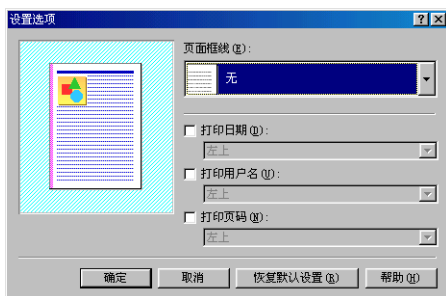 设置选项
页面框线(E):
无
打印日期(D):
左上
打印用户名(U):
左上
打印页码(N):
左上
确定 取消 恢复默认设置(R) 帮助(H)